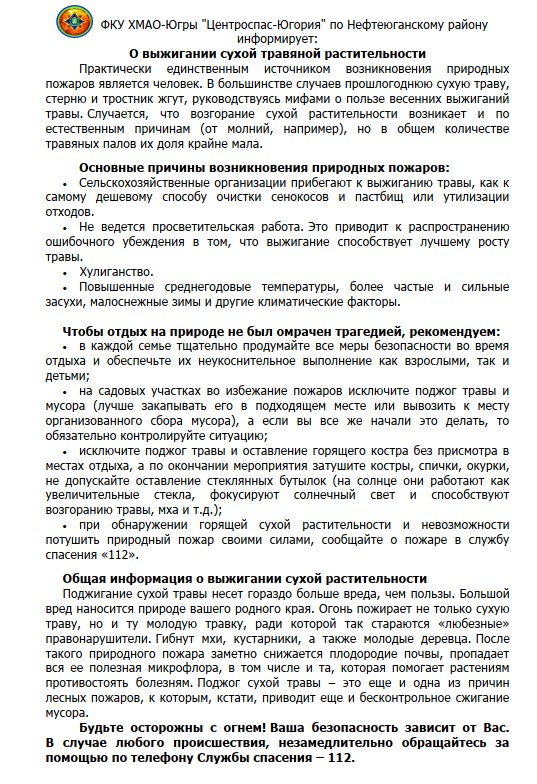 ФКУ ХМАО-Югры "Центроспас-Югория" по Нефтеюганскому району
информирует:
О выжигании сухой травяной растительности
Практически единственным источником возникновения природных
пожаров является человек. В большинстве случаев прошлогоднюю сухую траву,
стерню и тростник жгут, руководствуясь мифами о пользе весенних выжиганий
травы. Случается, что возгорание сухой растительности возникает и по
естественным причинам (от молний, например), но в общем количестве
травяных палов их доля крайне мала.
Основные причины возникновения природных пожаров:
• Сельскохозяйственные организации прибегают к выжиганию травы, как к
самому дешевому способу очистки сенокосов и пастбищ или утилизации
отходов.
• Не ведется просветительская работа. Это приводит к распространению
ошибочного убеждения в том, что выжигание способствует лучшему росту
травы.
• Хулиганство.
• Повышенные среднегодовые температуры, более частые и сильные
засухи, малоснежные зимы и другие климатические факторы.
Чтобы отдых на природе не был омрачен трагедией, рекомендуем:
• в каждой семье тщательно продумайте все меры безопасности во время
отдыха и обеспечьте их неукоснительное выполнение как взрослыми, так и
детьми;
• на садовых участках во избежание пожаров исключите поджог травы и
мусора (лучше закапывать его в подходящем месте или вывозить к месту
организованного сбора мусора), а если вы все же начали это делать, то
обязательно контролируйте ситуацию;
• исключите поджог травы и оставление горящего костра без присмотра в
местах отдыха, а по окончании мероприятия затушите костры, спички, окурки,
не допускайте оставление стеклянных бутылок (на солнце они работают как
увеличительные стекла, фокусируют солнечный свет и способствуют
возгоранию травы, мха и т.д.);
• при обнаружении горящей сухой растительности и невозможности
потушить природный пожар своими силами, сообщайте о пожаре в службу
спасения «112».
Общая информация о выжигании сухой растительности
Поджигание сухой травы несет гораздо больше вреда, чем пользы. Большой
вред наносится природе вашего родного края. Огонь пожирает не только сухую
траву, но и ту молодую травку, ради которой так стараются «любезные»
правонарушители. Гибнут мхи, кустарники, а также молодые деревца. После
такого природного пожара заметно снижается плодородие почвы, пропадает
вся ее полезная микрофлора, в том числе и та, которая помогает растениям
противостоять болезням. Поджог сухой травы – это еще и одна из причин
лесных пожаров, к которым, кстати, приводит еще и бесконтрольное сжигание
мусора.
Будьте осторожны с огнем! Ваша безопасность зависит от Вас.
В случае любого происшествия, незамедлительно обращайтесь за
помощью по телефону Службы спасения – 112.